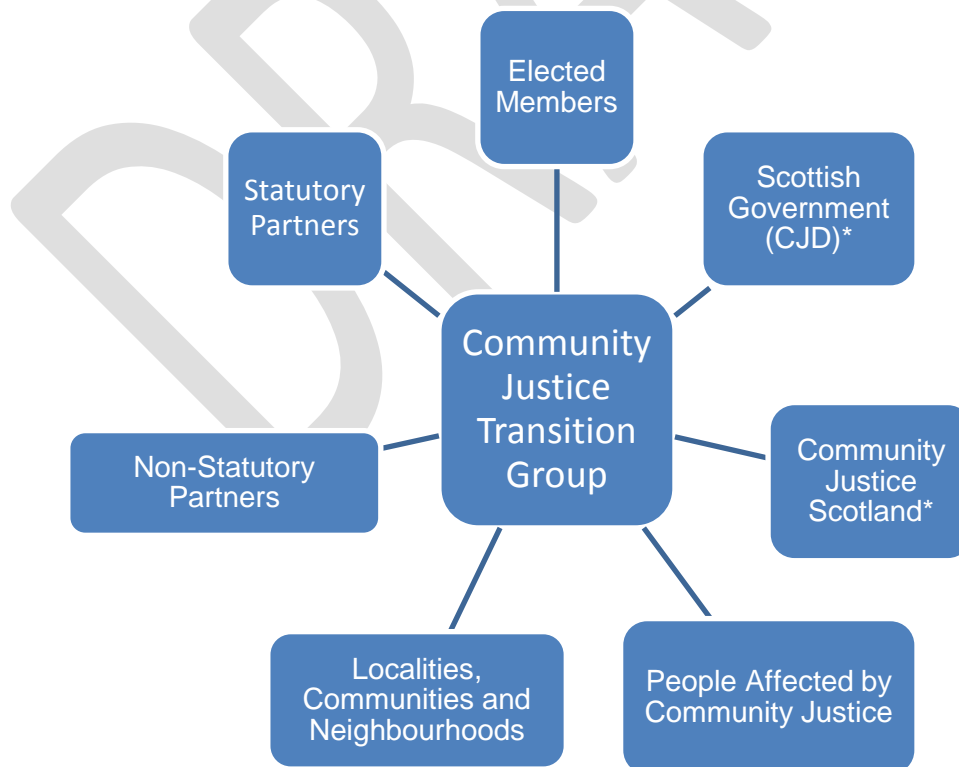 Elected
Members
Statutory
Partners
Scottish
Government
(CJD)*
Community
Justice
Transition
Group
Non-Statutory
Partners
Community
Justice
Scotland*
Localities,
Communities and
Neighbourhoods
People Affected by
Community Justice